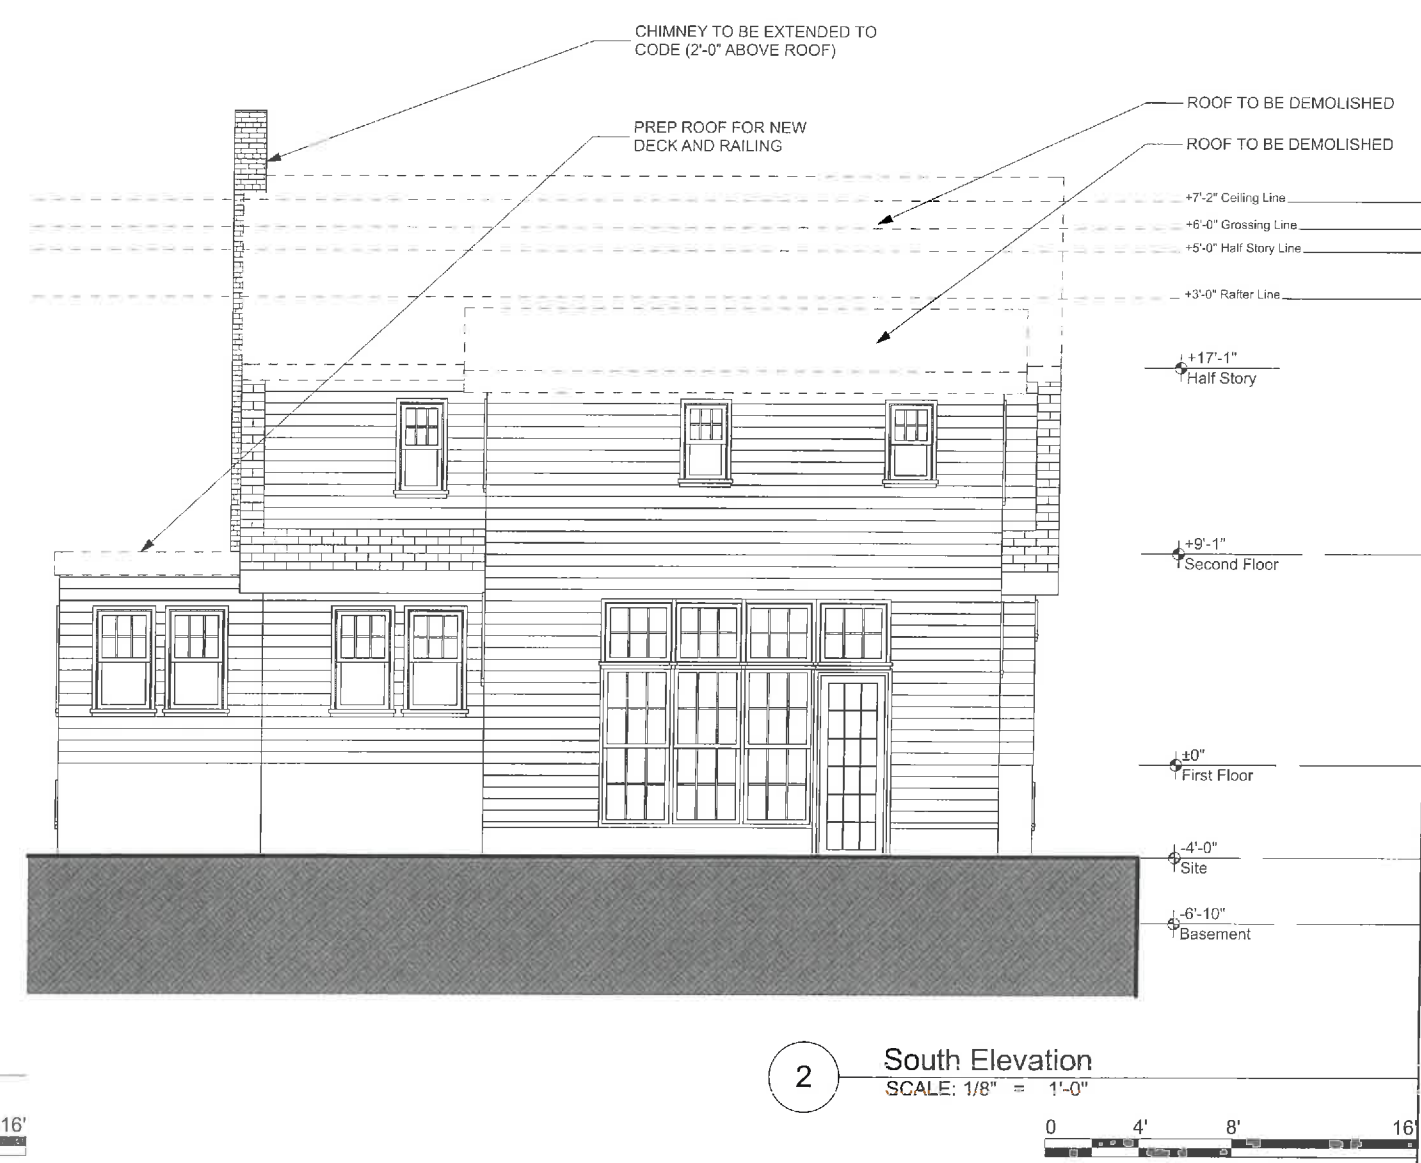 CHIMNEY TO BE EXTENDED TO
CODE (2'-0" ABOVE ROOF)
PREP ROOF FOR NEW
DECK AND RAILING
ROOF TO BE DEMOLISHED
ROOF TO BE DEMOLISHED
+7'-2" Ceiling Line
+6'-0" Grossing Line
+5'-0" Half Story Line
+3'-0" Rafter Line
+17'-1"
Half Story
+9'-1"
Second Floor
±0"
First Floor
-4'-0"
Site
-6'-10"
Basement
2
South Elevation
SCALE: 1/8" = 1'-0"
0 4' 8' 16'
16'